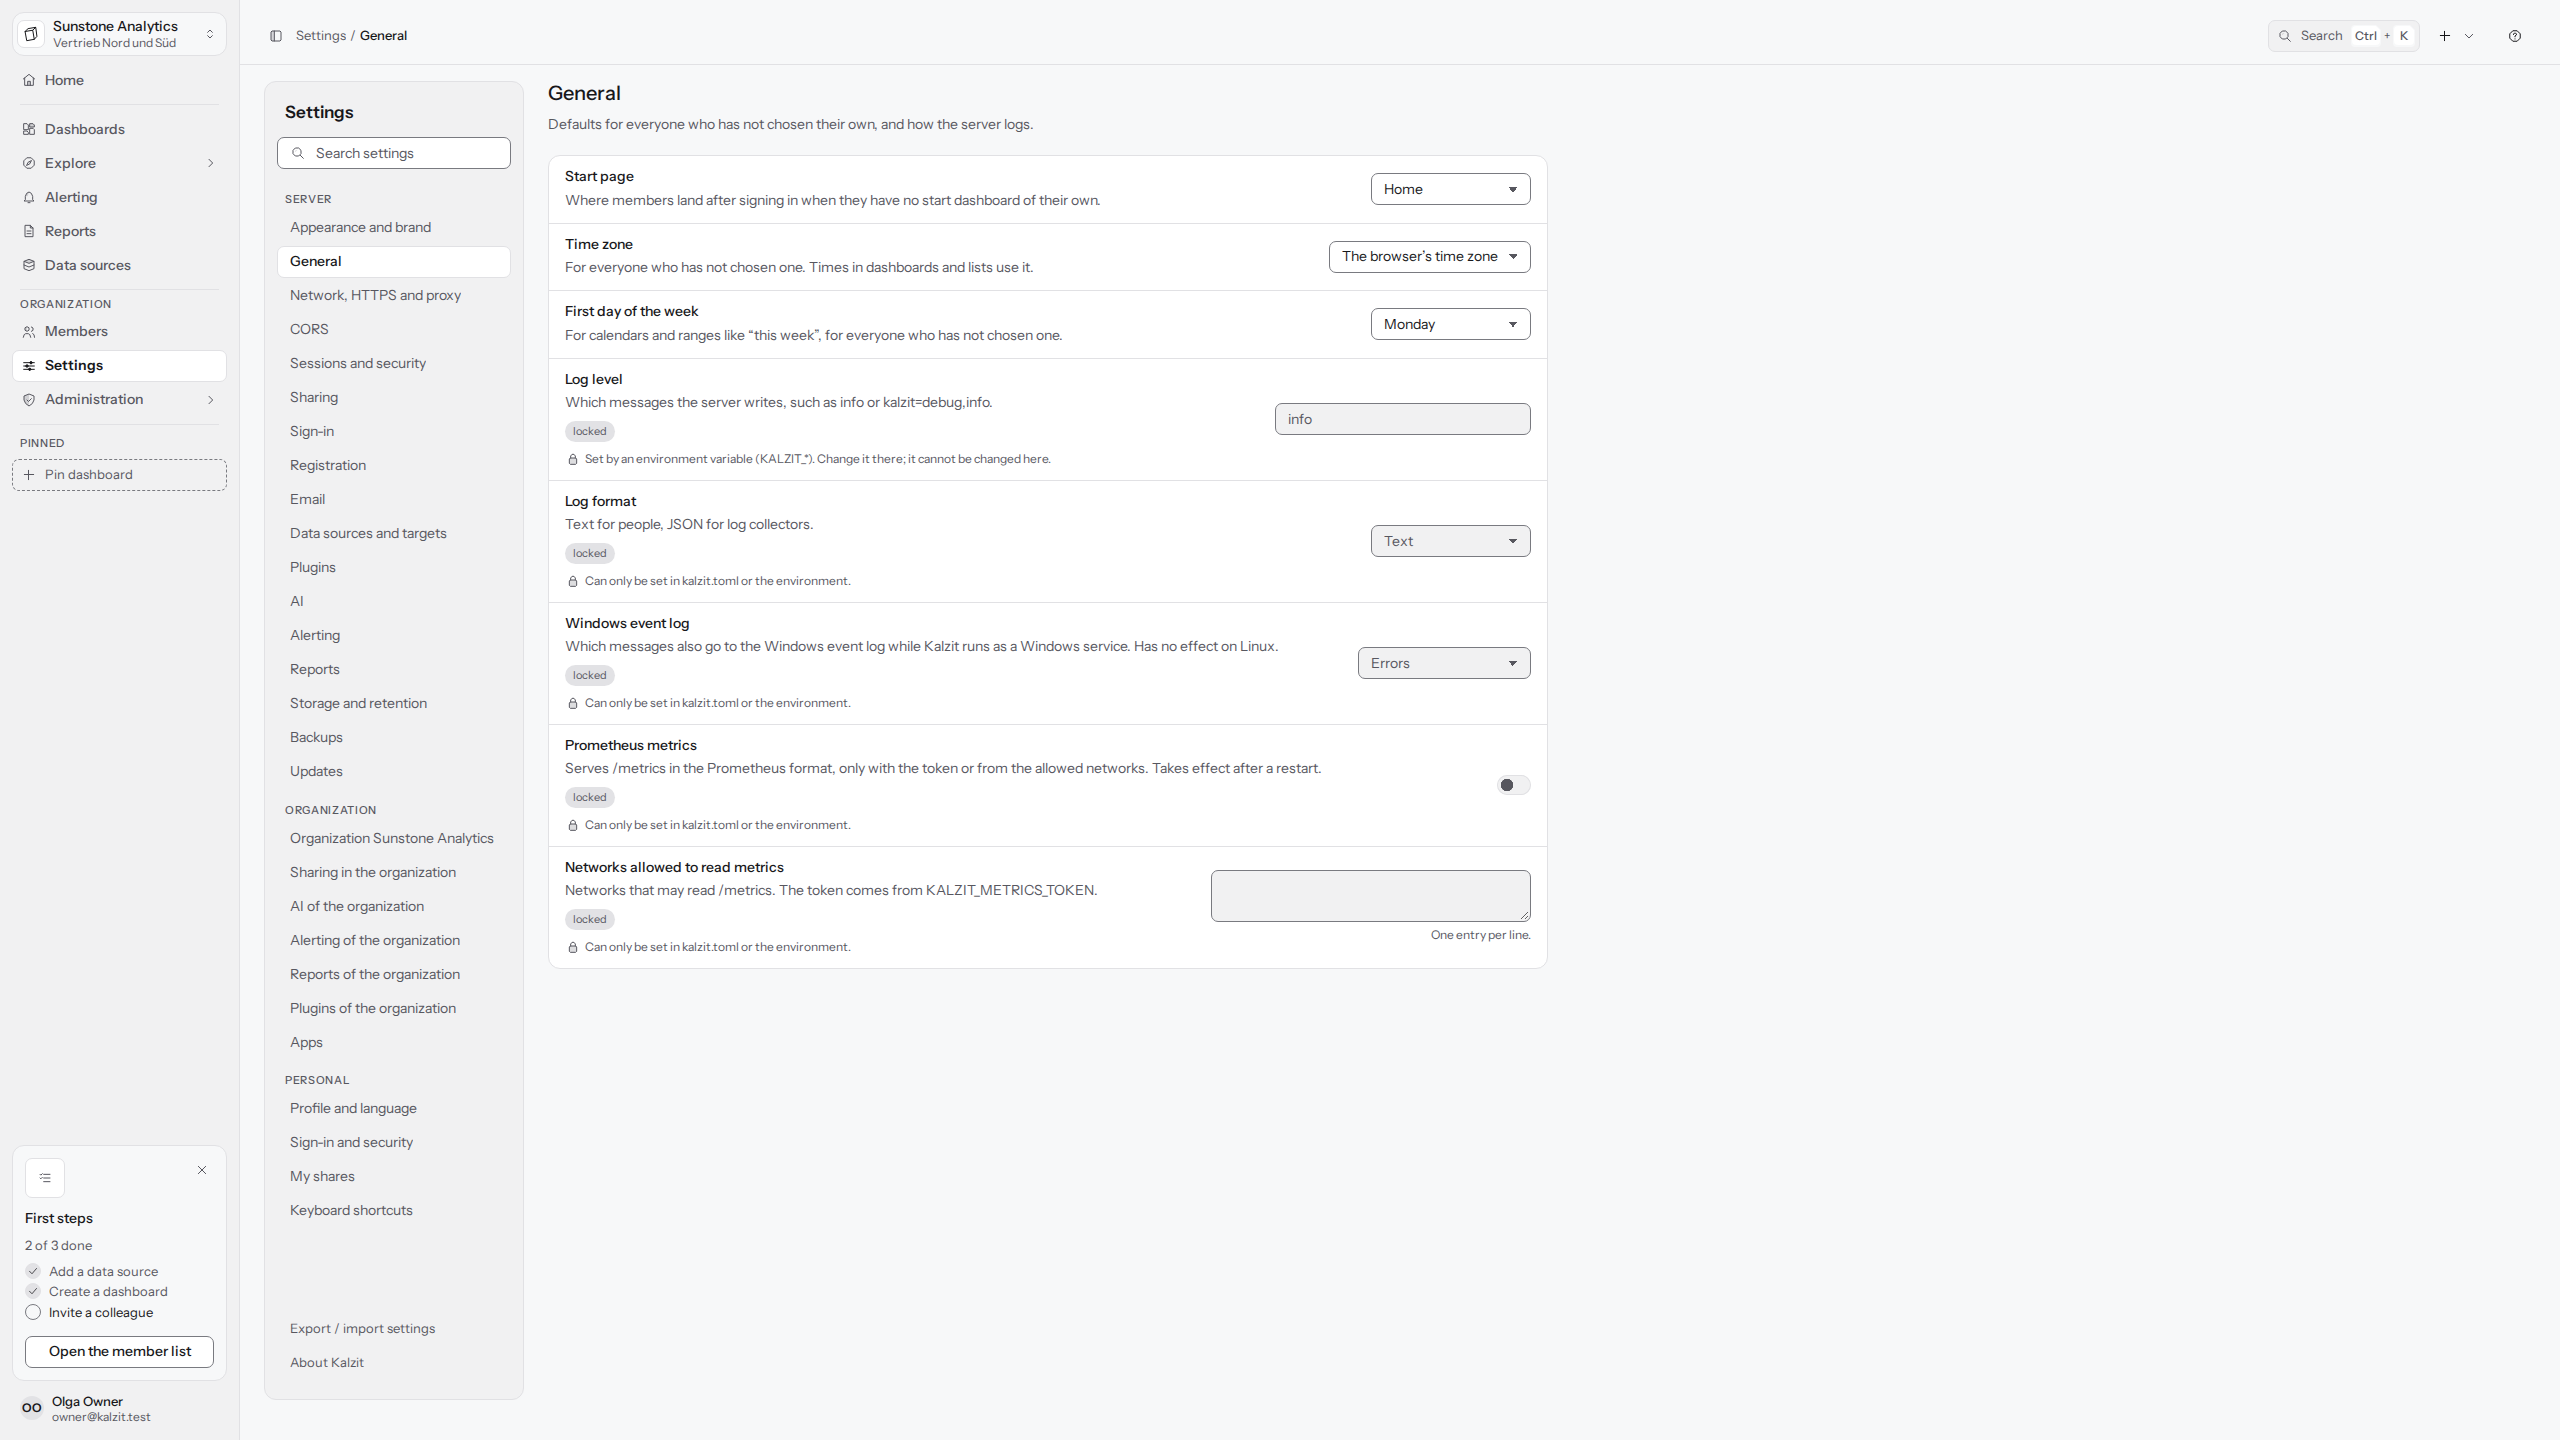 Sunstone Analytics
Vertrieb Nord und Süd
Home
Dashboards
Explore
Alerting
Reports
Data sources
ORGANIZATION
Members
Settings
Administration
PINNED
Pin dashboard
First steps
2 of 3 done
Add a data source
Create a dashboard
Invite a colleague
Open the member list
OO
Olga Owner
owner@kalzit.test
Settings / General
Search Ctrl + K
Settings
Search settings
SERVER
Appearance and brand
General
Network, HTTPS and proxy
CORS
Sessions and security
Sharing
Sign-in
Registration
Email
Data sources and targets
Plugins
AI
Alerting
Reports
Storage and retention
Backups
Updates
ORGANIZATION
Organization Sunstone Analytics
Sharing in the organization
AI of the organization
Alerting of the organization
Reports of the organization
Plugins of the organization
Apps
PERSONAL
Profile and language
Sign-in and security
My shares
Keyboard shortcuts
Export / import settings
About Kalzit
General
Defaults for everyone who has not chosen their own, and how the server logs.
Start page
Where members land after signing in when they have no start dashboard of their own.
Home
Time zone
For everyone who has not chosen one. Times in dashboards and lists use it.
The browser's time zone
First day of the week
For calendars and ranges like “this week”, for everyone who has not chosen one.
Monday
Log level
Which messages the server writes, such as info or kalzit=debug,info.
locked
Set by an environment variable (KALZIT_*). Change it there; it cannot be changed here.
info
Log format
Text for people, JSON for log collectors.
locked
Can only be set in kalzit.toml or the environment.
Text
Windows event log
Which messages also go to the Windows event log while Kalzit runs as a Windows service. Has no effect on Linux.
locked
Can only be set in kalzit.toml or the environment.
Errors
Prometheus metrics
Serves /metrics in the Prometheus format, only with the token or from the allowed networks. Takes effect after a restart.
locked
Can only be set in kalzit.toml or the environment.
Networks allowed to read metrics
Networks that may read /metrics. The token comes from KALZIT_METRICS_TOKEN.
locked
Can only be set in kalzit.toml or the environment.
One entry per line.